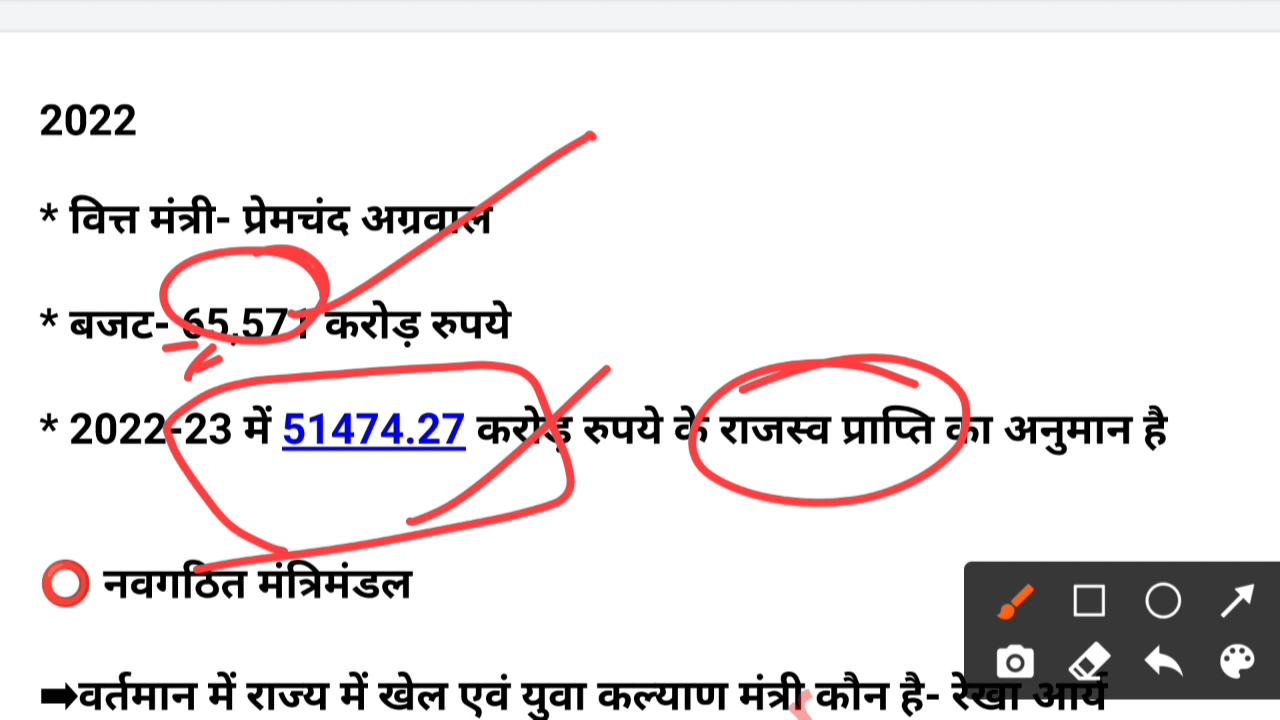 2022
* वित्त मंत्री- प्रेमचंद अग्रवाल
* बजट- 65,571 करोड़ रुपये
* 2022-23 में 51474.27 करोड़ रुपये के राजस्व प्राप्ति का अनुमान है
⭕ नवगठित मंत्रिमंडल
➡वर्तमान में राज्य में खेल एवं युवा कल्याण मंत्री कौन है- रेखा आर्य